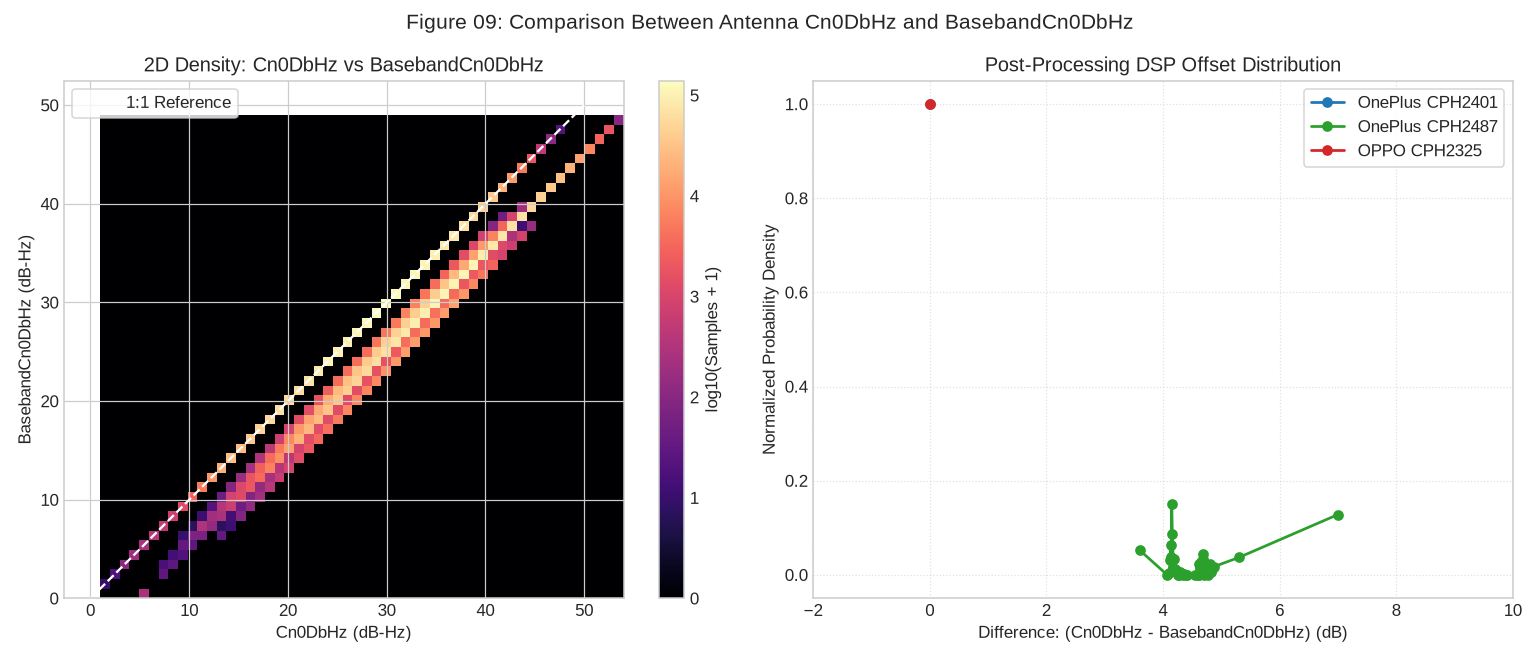 Figure 09: Comparison Between Antenna Cn0DbHz and BasebandCn0DbHz
2D Density: Cn0DbHz vs BasebandCn0DbHz
1:1 Reference
50
40
30
20
10
0
BasebandCn0DbHz (dB-Hz)
0 10 20 30 40 50
Cn0DbHz (dB-Hz)
5
4
3
2
1
0
log10(Samples + 1)
Post-Processing DSP Offset Distribution
OnePlus CPH2401
OnePlus CPH2487
OPPO CPH2325
1.0
0.8
0.6
0.4
0.2
0.0
Normalized Probability Density
−2 0 2 4 6 8 10
Difference: (Cn0DbHz - BasebandCn0DbHz) (dB)